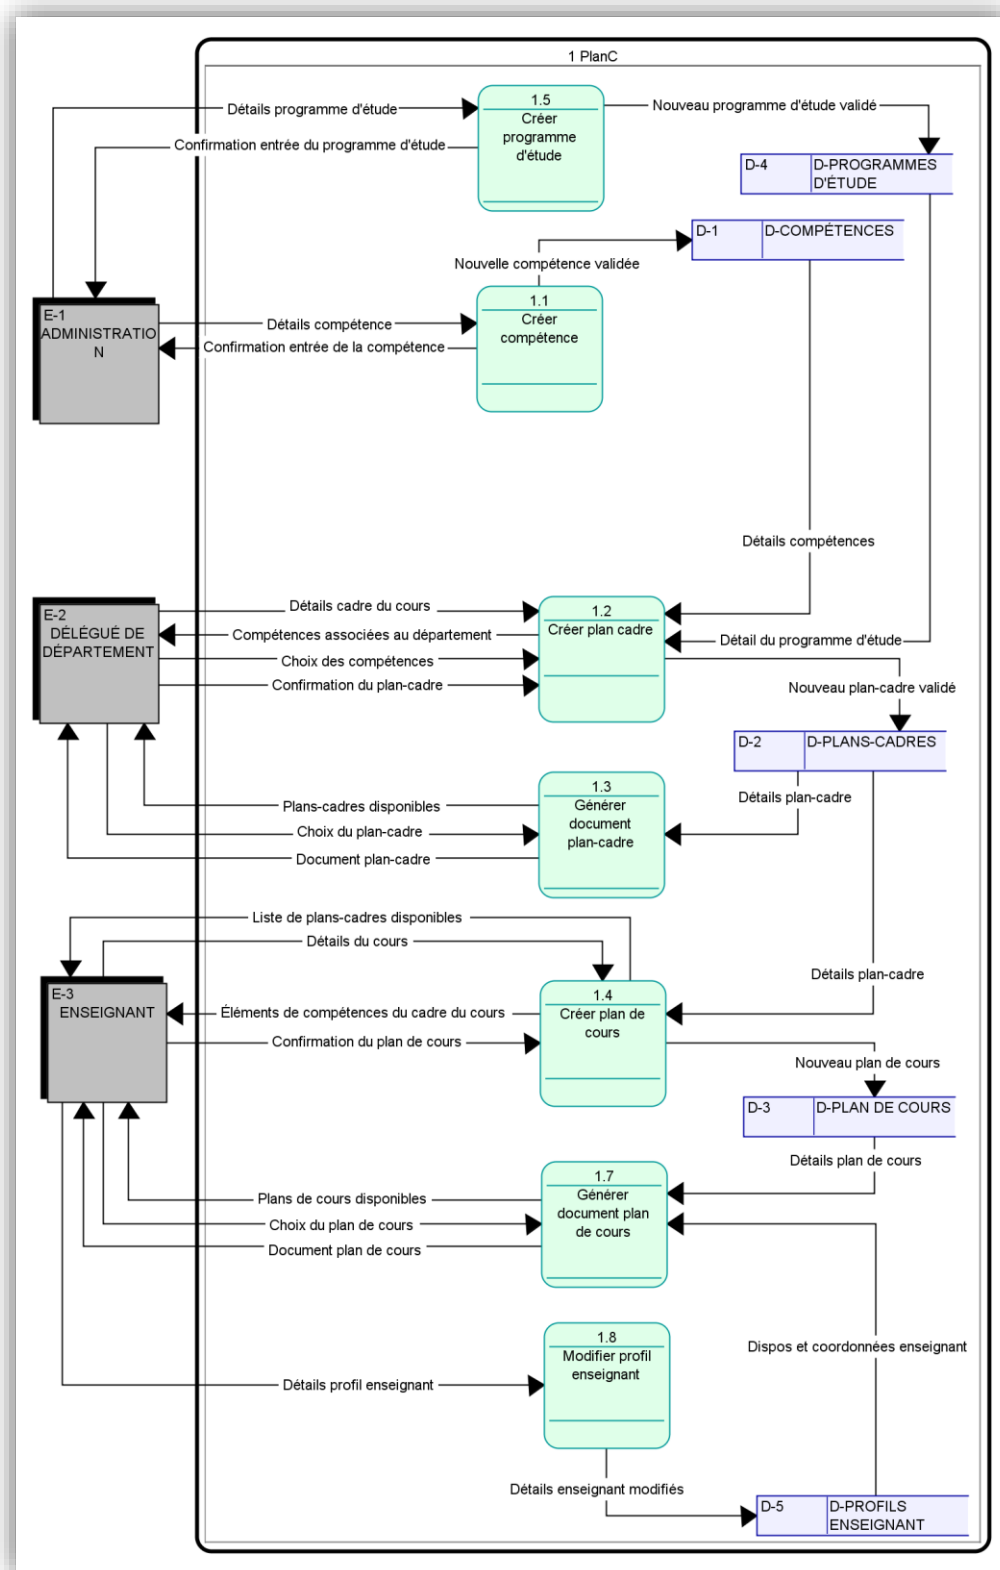 1 PlanC
Détails programme d'étude
1.5
Créer
programme
d'étude
Nouveau programme d'étude validé
Confirmation entrée du programme d'étude
D-4
D-PROGRAMMES
D'ÉTUDE
D-1
D-COMPÉTENCES
Nouvelle compétence validée
E-1
ADMINISTRATIO
N
Détails compétence
Confirmation entrée de la compétence
1.1
Créer
compétence
Détails compétences
E-2
DÉLÉGUÉ DE
DÉPARTEMENT
Détails cadre du cours
Compétences associées au département
Choix des compétences
Confirmation du plan-cadre
1.2
Créer plan cadre
Détail du programme d'étude
Nouveau plan-cadre validé
D-2
D-PLANS-CADRES
Détails plan-cadre
Plans-cadres disponibles
Choix du plan-cadre
Document plan-cadre
1.3
Générer
document
plan-cadre
Liste de plans-cadres disponibles
Détails du cours
Détails plan-cadre
E-3
ENSEIGNANT
Éléments de compétences du cadre du cours
Confirmation du plan de cours
1.4
Créer plan de
cours
Nouveau plan de cours
D-3
D-PLAN DE COURS
Détails plan de cours
Plans de cours disponibles
Choix du plan de cours
Document plan de cours
1.7
Générer
document plan
de cours
Dispos et coordonnées enseignant
1.8
Modifier profil
enseignant
Détails profil enseignant
Détails enseignant modifiés
D-5
D-PROFILS
ENSEIGNANT